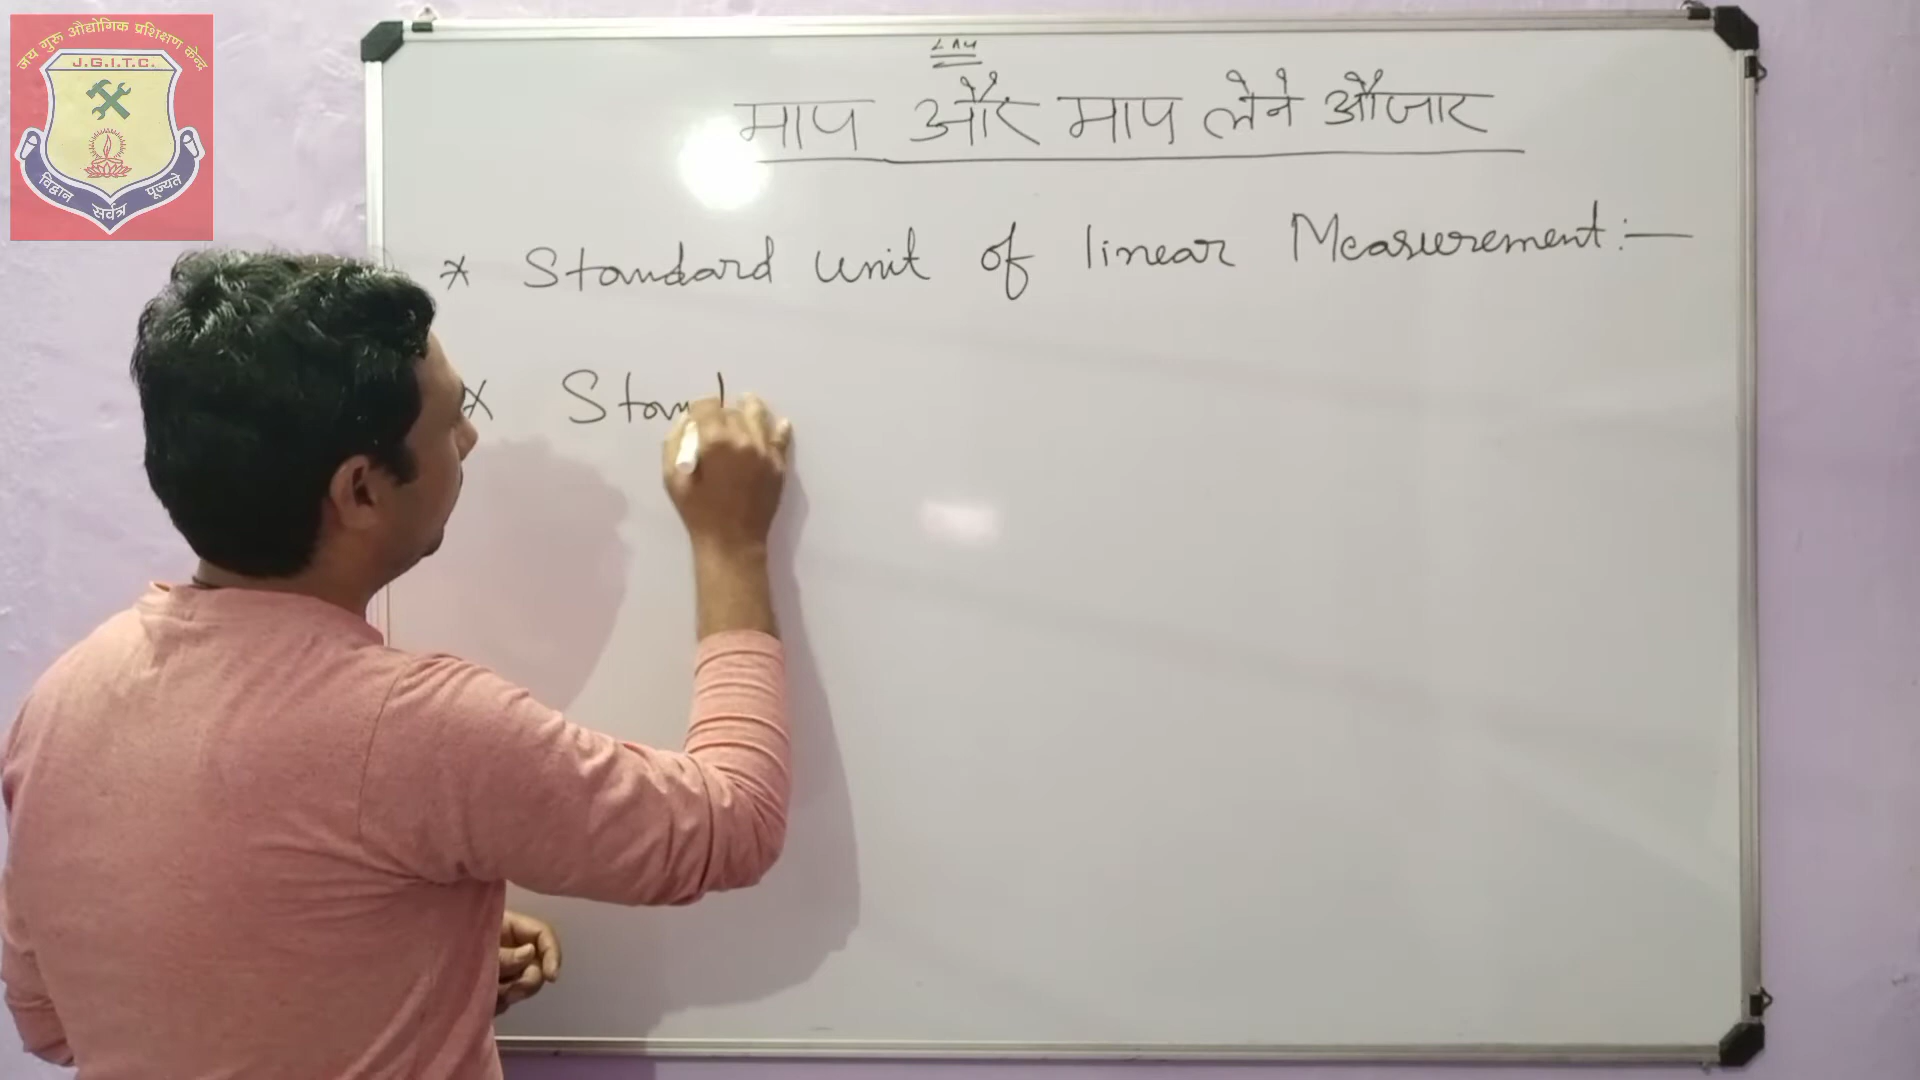 जय गुरू औद्योगिक प्रशिक्षण केन्द्र
J.G.I.T.C.
विद्वान सर्वत्र पूज्यते
माप और माप लेने औजार
* Standard unit of linear Measurement:—
* Stand